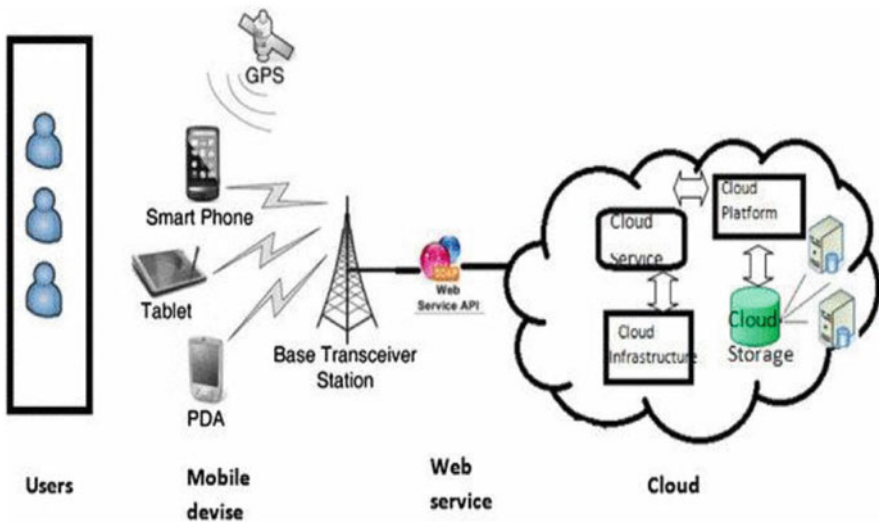 GPS
Smart Phone
Tablet
PDA
Base Transceiver
Station
SOAP
Web
Service API
Cloud
Service
Cloud
Platform
Cloud
Infrastructure
Cloud
Storage
Users
Mobile
devise
Web
service
Cloud